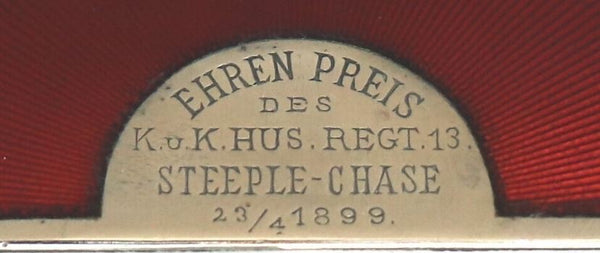 EHREN PREIS
DES
K.u.K.HUS. REGT. 13.
STEEPLE-CHASE
23/4 1899.